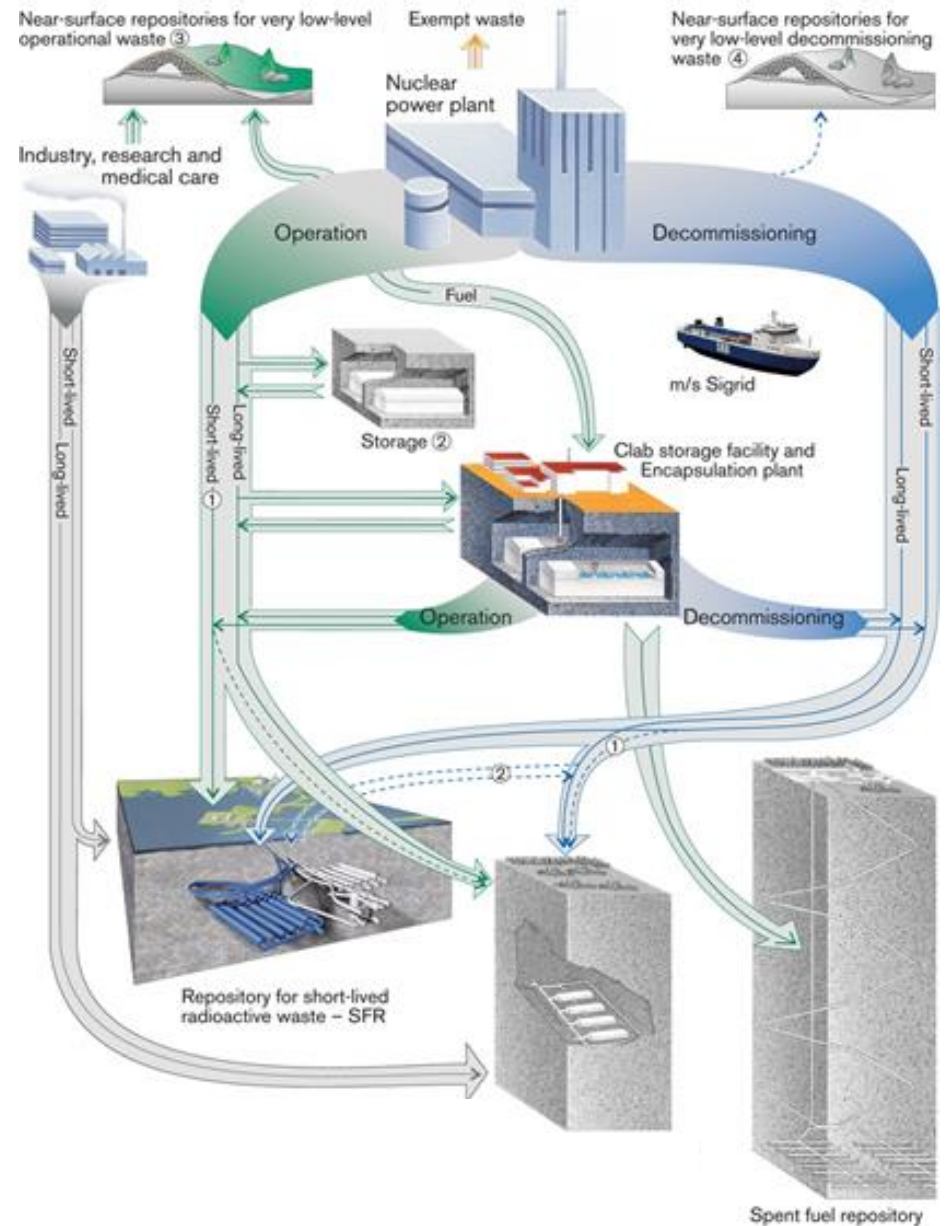 Near-surface repositories for very low-level
operational waste ③
Exempt waste
Near-surface repositories for
very low-level decommissioning
waste ④
Nuclear
power plant
Industry, research and
medical care
Operation
Decommissioning
Fuel
m/s Sigrid
Short-lived
Long-lived
Short-lived ①
Long-lived
Storage ②
Clab storage facility and
Encapsulation plant
Short-lived
Long-lived
Operation
Decommissioning
①
②
Repository for short-lived
radioactive waste – SFR
Spent fuel repository